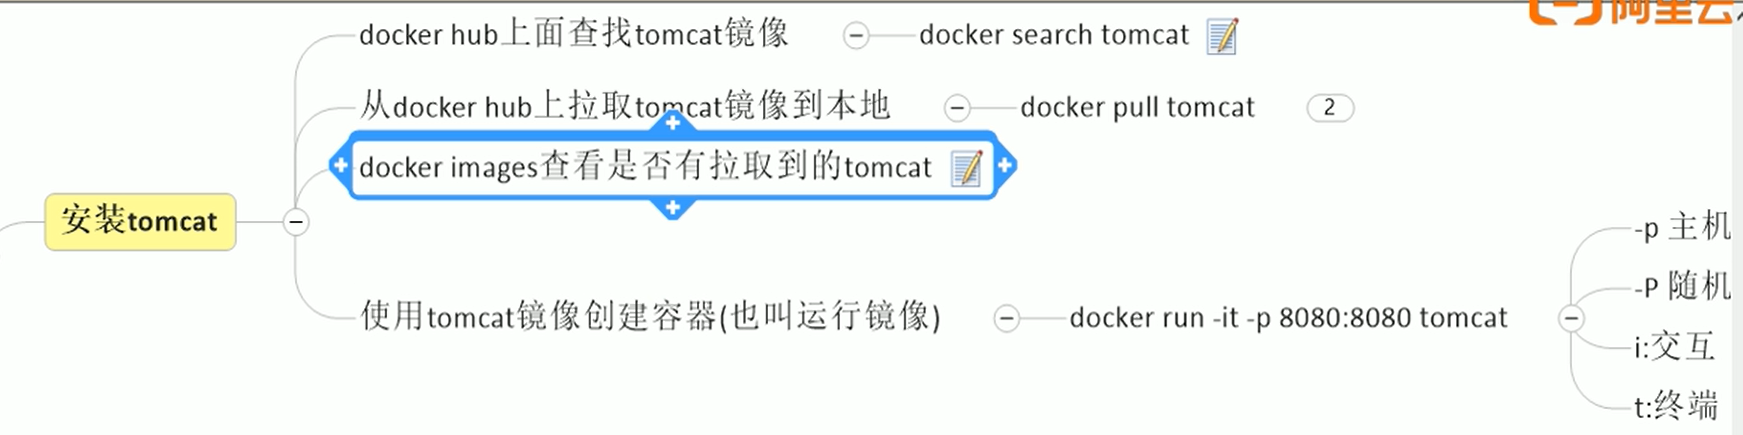 阿里云
docker hub上面查找tomcat镜像
docker search tomcat
从docker hub上拉取tomcat镜像到本地
docker pull tomcat
2
docker images查看是否有拉取到的tomcat
安装tomcat
使用tomcat镜像创建容器(也叫运行镜像)
docker run -it -p 8080:8080 tomcat
-p 主机
-P 随机
i:交互
t:终端